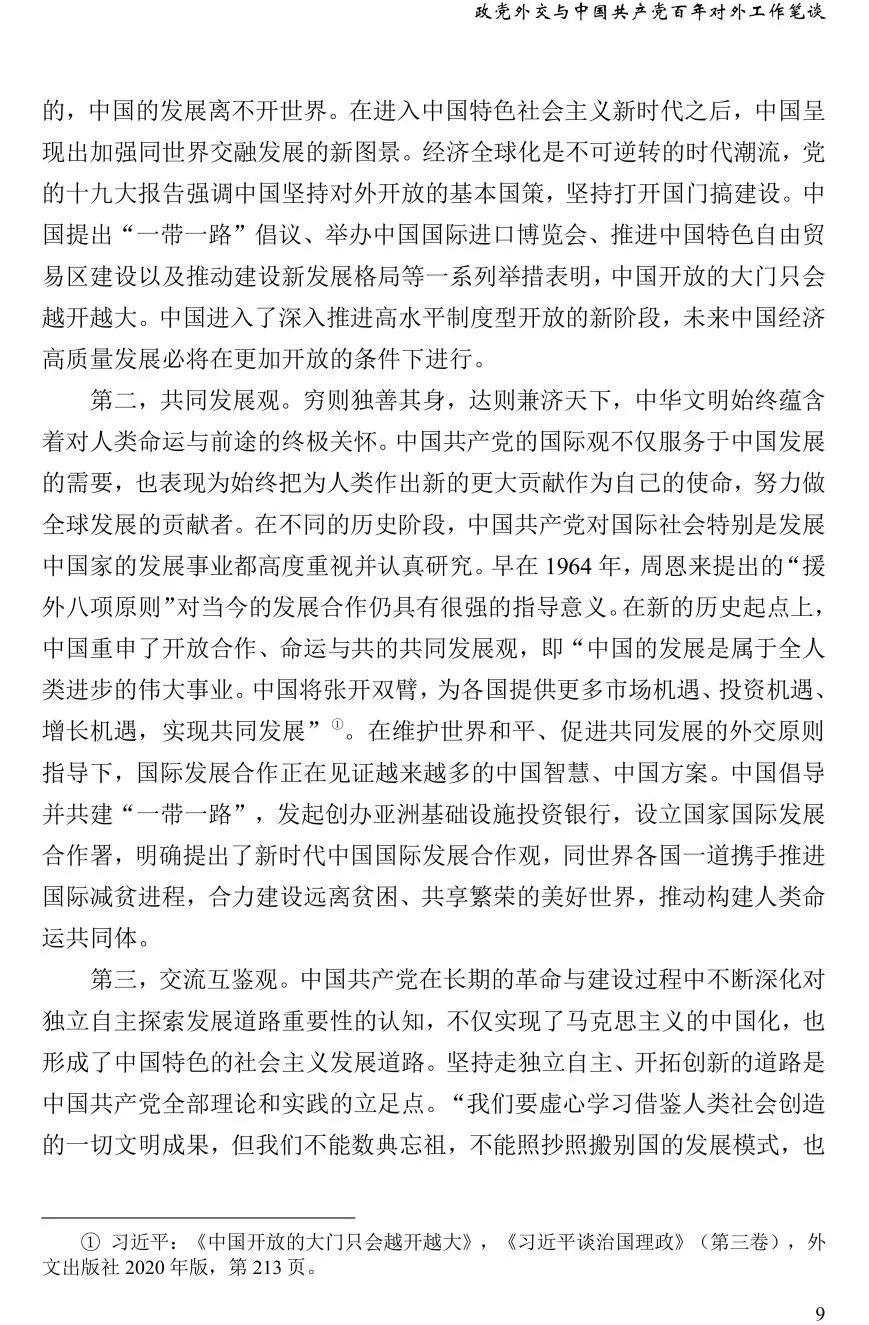 政党外交与中国共产党百年对外工作笔谈
的，中国的发展离不开世界。在进入中国特色社会主义新时代之后，中国呈
现出加强同世界交融发展的新图景。经济全球化是不可逆转的时代潮流，党
的十九大报告强调中国坚持对外开放的基本国策，坚持打开国门搞建设。中
国提出“一带一路”倡议、举办中国国际进口博览会、推进中国特色自由贸
易区建设以及推动建设新发展格局等一系列举措表明，中国开放的大门只会
越开越大。中国进入了深入推进高水平制度型开放的新阶段，未来中国经济
高质量发展必将在更加开放的条件下进行。
第二，共同发展观。穷则独善其身，达则兼济天下，中华文明始终蕴含
着对人类命运与前途的终极关怀。中国共产党的国际观不仅服务于中国发展
的需要，也表现为始终把为人类作出新的更大贡献作为自己的使命，努力做
全球发展的贡献者。在不同的历史阶段，中国共产党对国际社会特别是发展
中国家的发展事业都高度重视并认真研究。早在 1964 年，周恩来提出的“援
外八项原则”对当今的发展合作仍具有很强的指导意义。在新的历史起点上，
中国重申了开放合作、命运与共的共同发展观，即“中国的发展是属于全人
类进步的伟大事业。中国将张开双臂，为各国提供更多市场机遇、投资机遇、
增长机遇，实现共同发展”①。在维护世界和平、促进共同发展的外交原则
指导下，国际发展合作正在见证越来越多的中国智慧、中国方案。中国倡导
并共建“一带一路”，发起创办亚洲基础设施投资银行，设立国家国际发展
合作署，明确提出了新时代中国国际发展合作观，同世界各国一道携手推进
国际减贫进程，合力建设远离贫困、共享繁荣的美好世界，推动构建人类命
运共同体。
第三，交流互鉴观。中国共产党在长期的革命与建设过程中不断深化对
独立自主探索发展道路重要性的认知，不仅实现了马克思主义的中国化，也
形成了中国特色的社会主义发展道路。坚持走独立自主、开拓创新的道路是
中国共产党全部理论和实践的立足点。“我们要虚心学习借鉴人类社会创造
的一切文明成果，但我们不能数典忘祖，不能照抄照搬别国的发展模式，也
① 习近平：《中国开放的大门只会越开越大》，《习近平谈治国理政》（第三卷），外
文出版社 2020 年版，第 213 页。
9